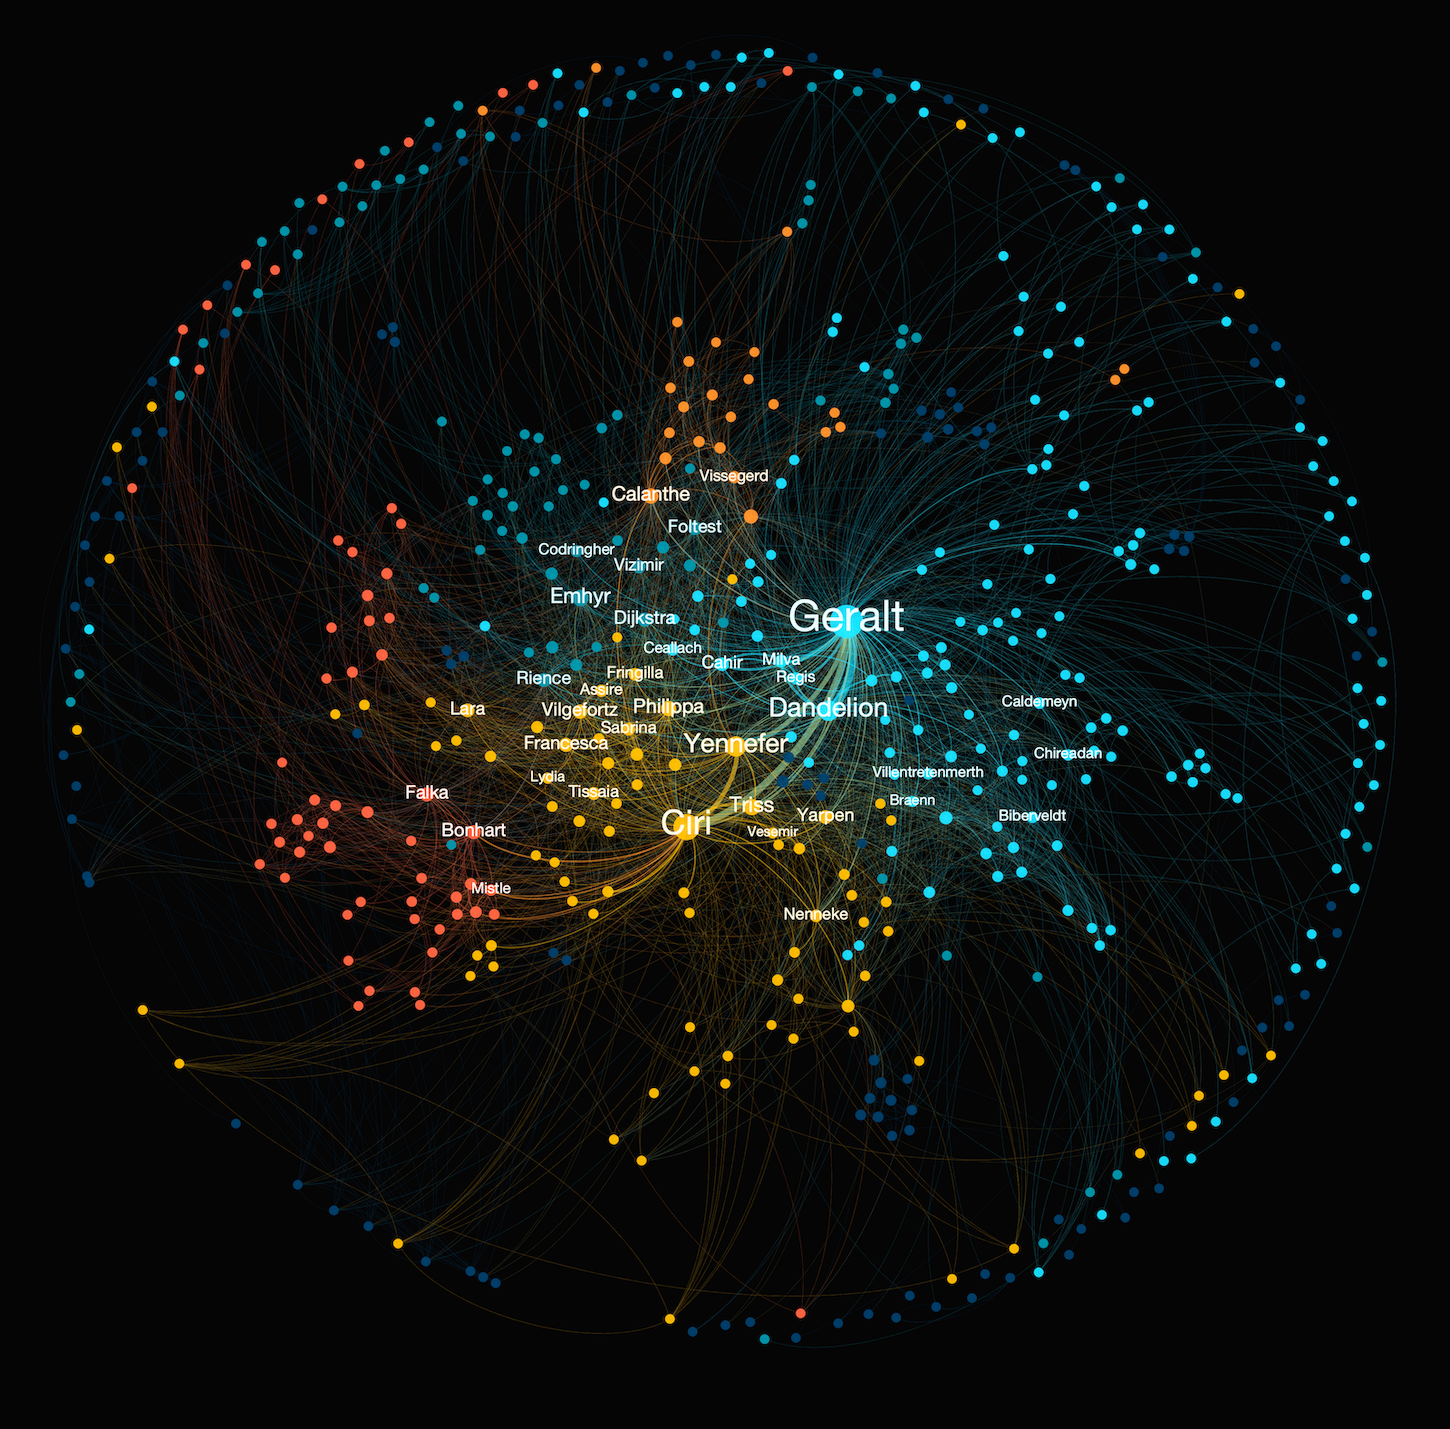 Vissegerd
Calanthe
Foltest
Codringher
Vizimir
Emhyr
Geralt
Dijkstra
Ceallach
Cahir
Milva
Fringilla
Rience
Regis
Assire
Caldemeyn
Lara
Vilgefortz
Philippa
Dandelion
Sabrina
Francesca
Yennefer
Chireadan
Lydia
Villentretenmerth
Falka
Tissaia
Braenn
Triss
Yarpen
Biberveldt
Ciri
Bonhart
Vesemir
Mistle
Nenneke